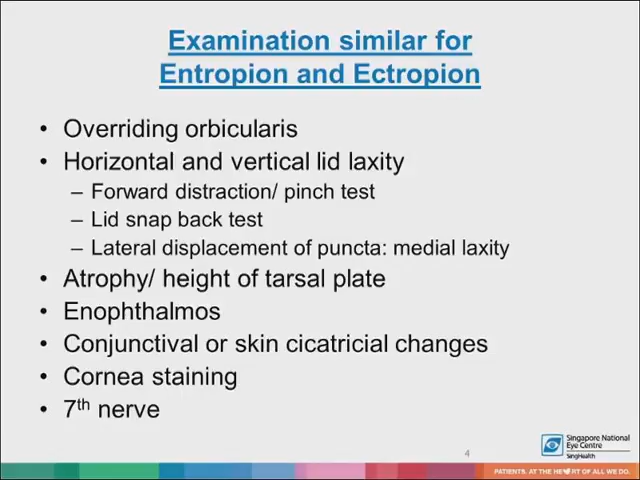 Examination similar for
Entropion and Ectropion
• Overriding orbicularis
• Horizontal and vertical lid laxity
– Forward distraction/ pinch test
– Lid snap back test
– Lateral displacement of puncta: medial laxity
• Atrophy/ height of tarsal plate
• Enophthalmos
• Conjunctival or skin cicatricial changes
• Cornea staining
• 7th nerve
4
Singapore National
Eye Centre
SingHealth
PATIENTS. AT THE HEART OF ALL WE DO.